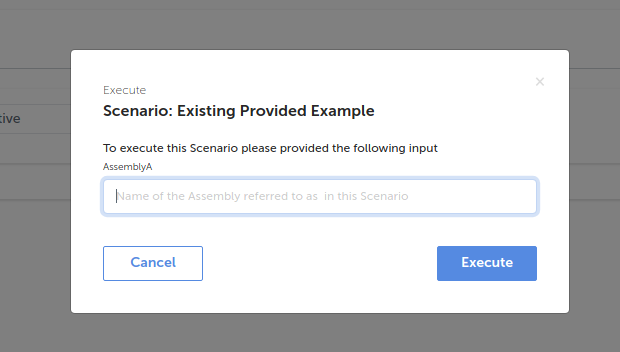 Execute
×
Scenario: Existing Provided Example
tive
To execute this Scenario please provided the following input
AssemblyA
Name of the Assembly referred to as  in this Scenario
Cancel
Execute